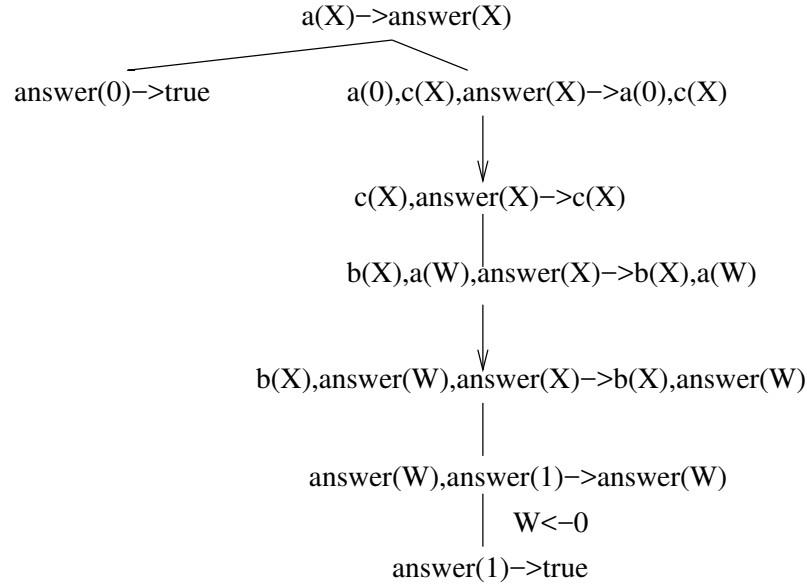 a(X)−>answer(X)
answer(0)−>true
a(0),c(X),answer(X)−>a(0),c(X)
c(X),answer(X)−>c(X)
b(X),a(W),answer(X)−>b(X),a(W)
b(X),answer(W),answer(X)−>b(X),answer(W)
answer(W),answer(1)−>answer(W)
W<−0
answer(1)−>true